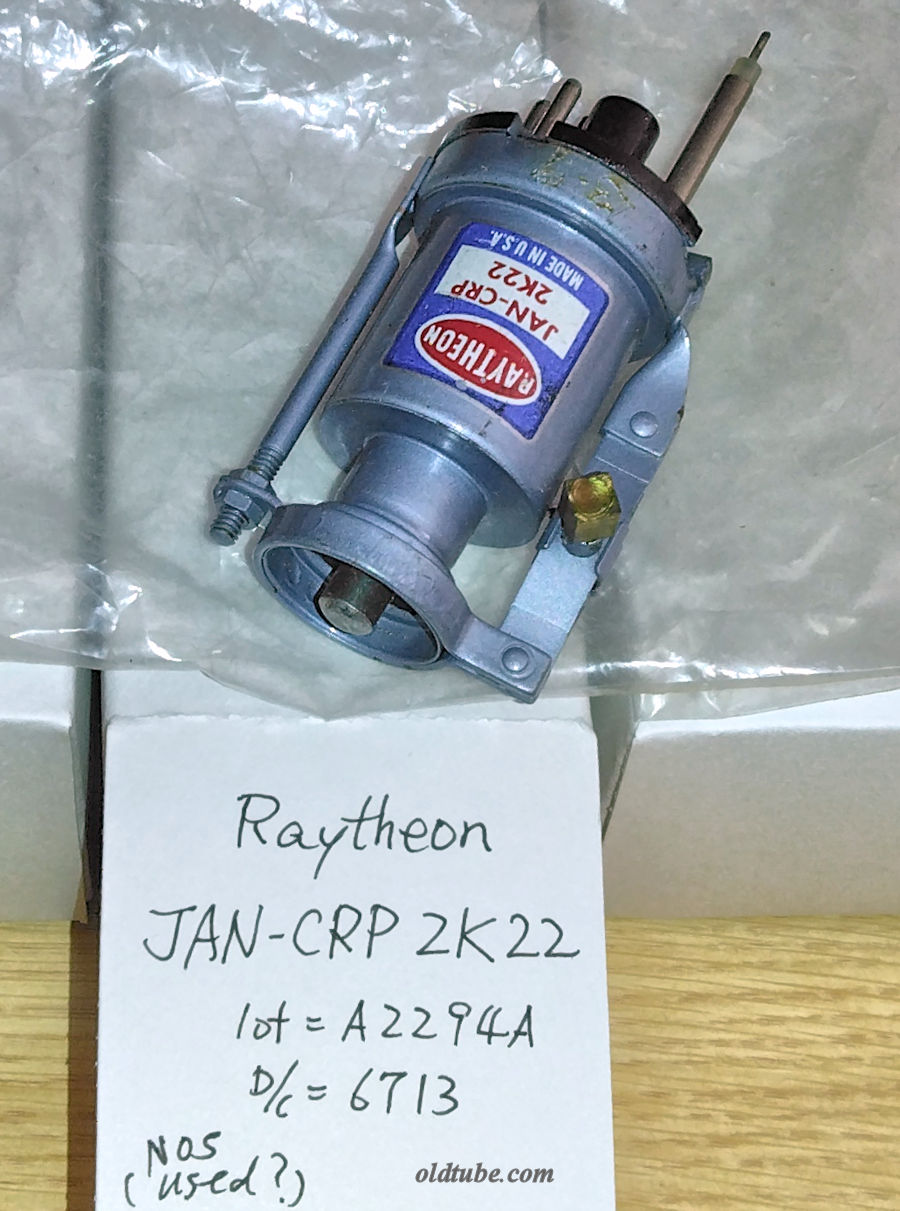 RAYTHEON
JAN-CRP
2K22
MADE IN U.S.A.
Raytheon
JAN-CRP 2K22
lot = A2294A
D/C = 6713
NOS
(used?)
oldtube.com